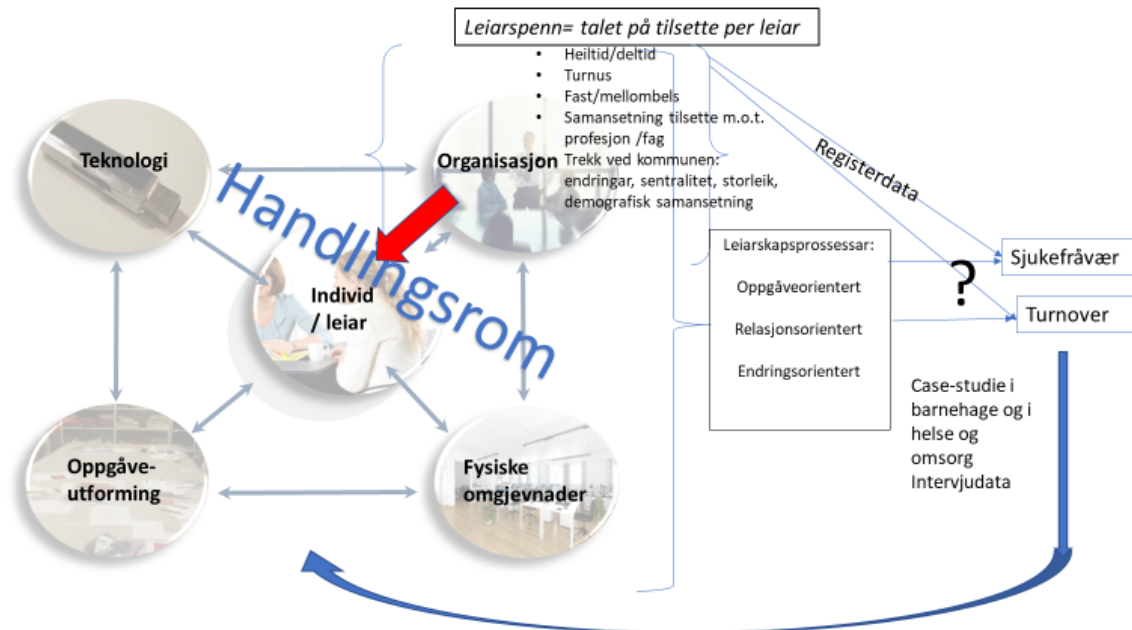 Leiarspenn= talet på tilsette per leiar
• Heiltid/deltid
• Turnus
• Fast/mellombels
• Samansetning tilsette m.o.t.
profesjon /fag
Trekk ved kommunen:
endringar, sentralitet, storleik,
demografisk samansetning
Teknologi
Organisasjon
Handlingsrom
Individ
/ leiar
Oppgåve-
utforming
Fysiske
omgjevnader
Registerdata
Leiarskapsprossessar:
Oppgåveorientert
Relasjonsorientert
Endringsorientert
?
Sjukefråvær
Turnover
Case-studie i
barnehage og i
helse og
omsorg
Intervjudata